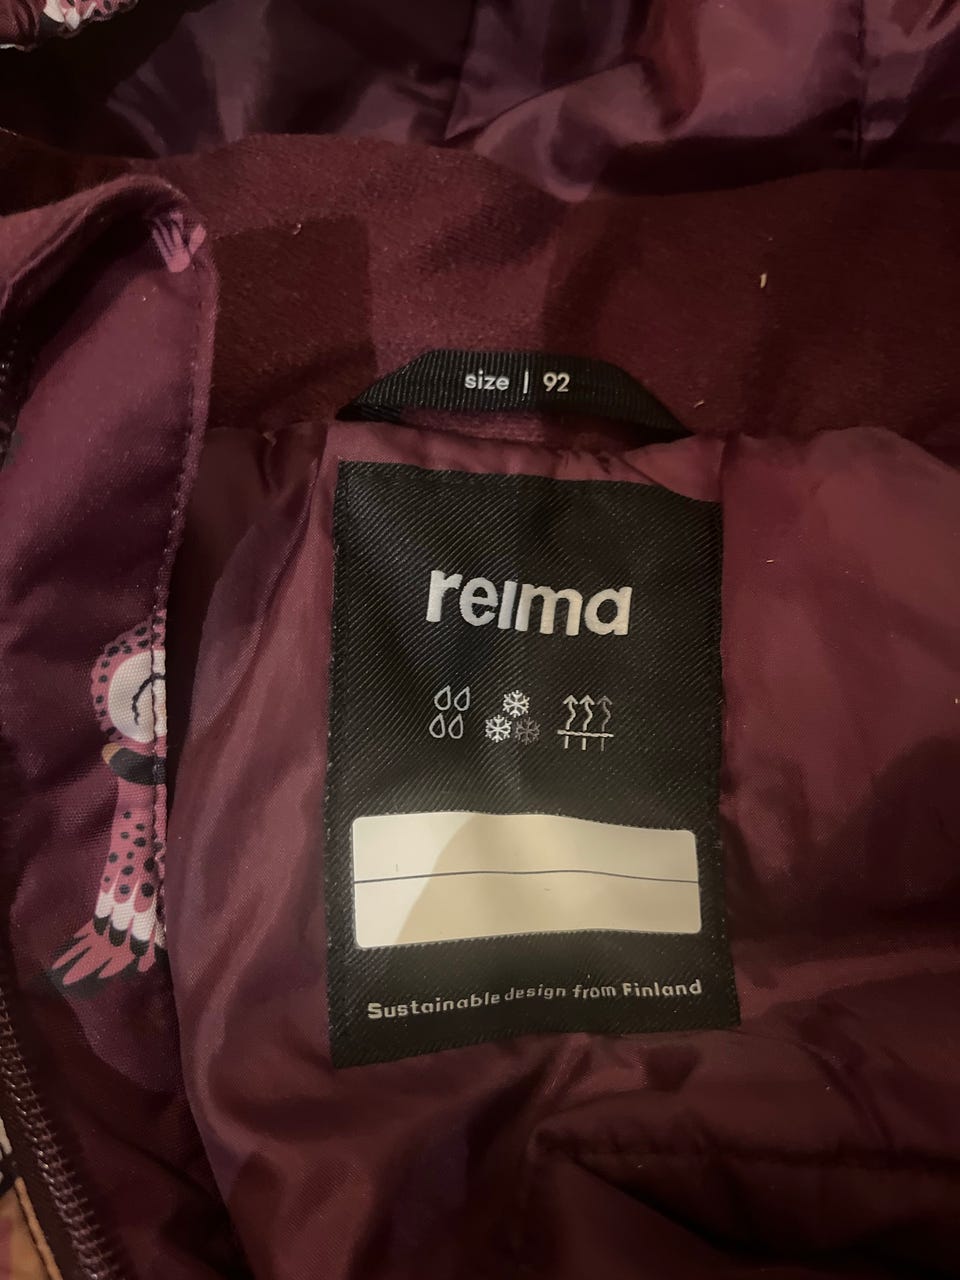 size | 92
reima
Sustainable design from Finland